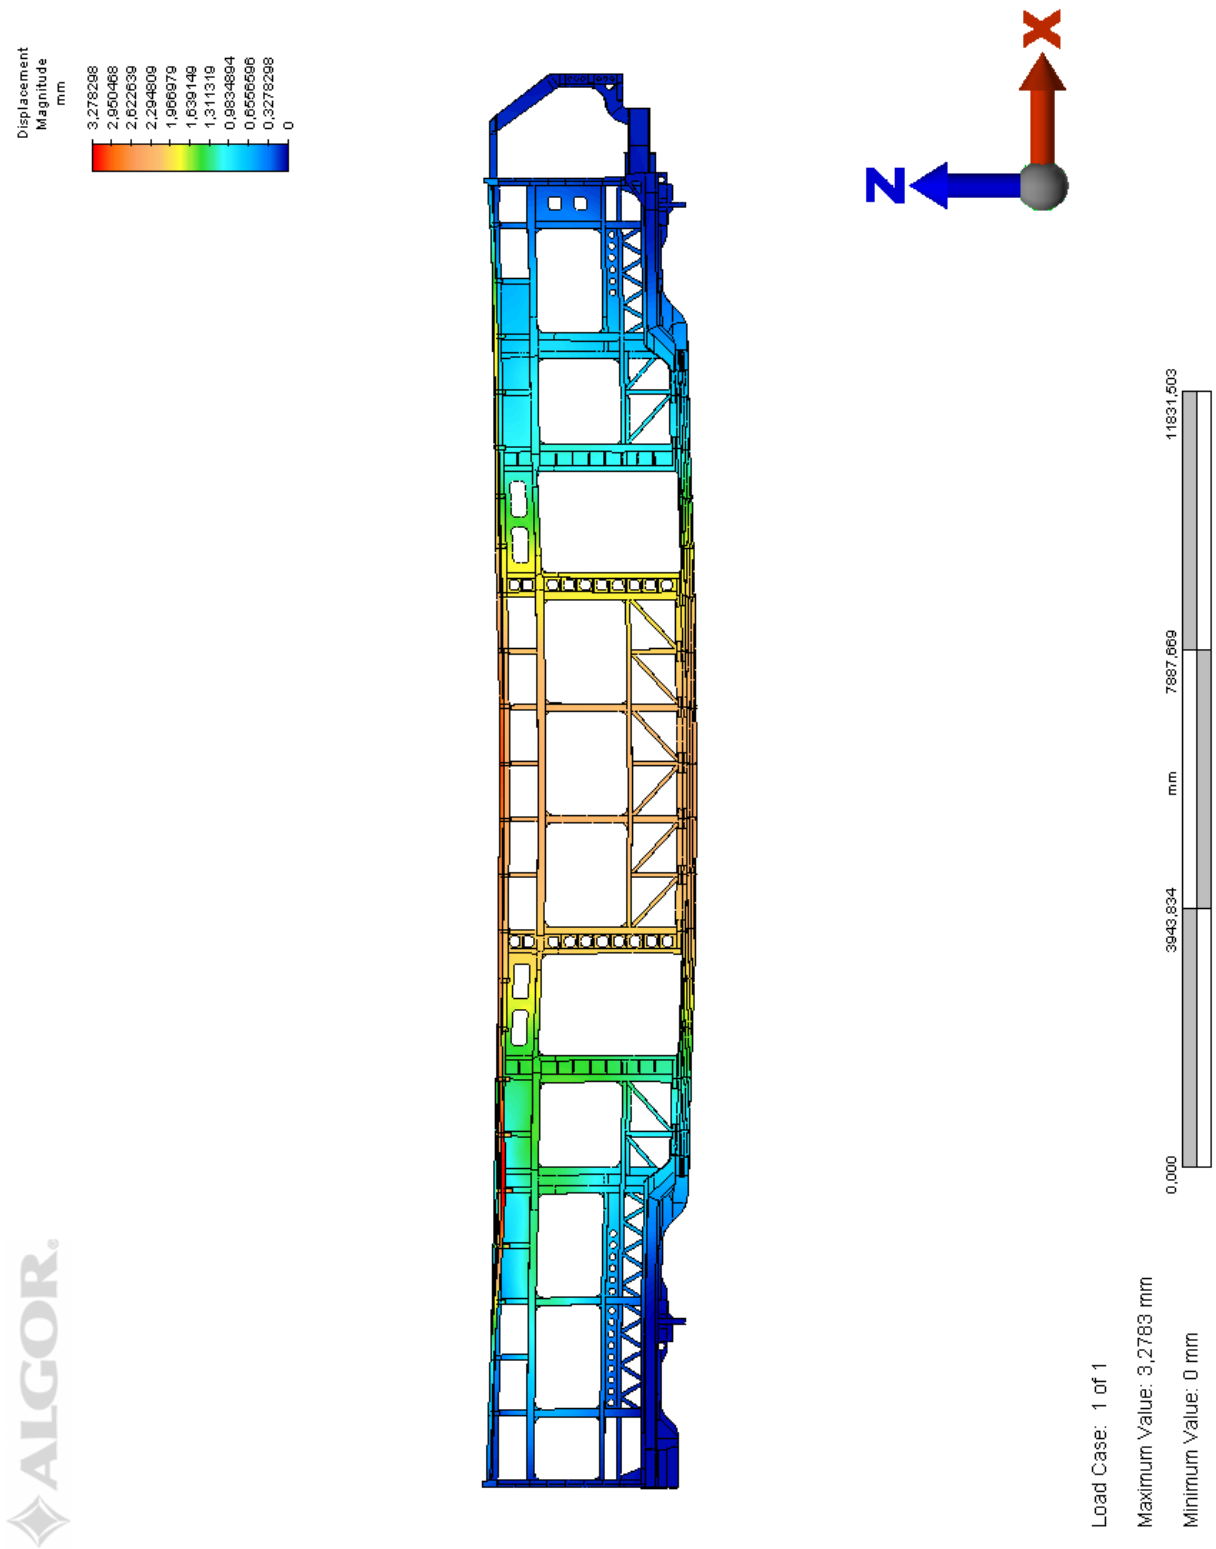 Displacement
Magnitude
mm
3,278298
2,950468
2,622639
2,294809
1,966979
1,639149
1,311319
0,9834894
0,6556596
0,3278298
0
X
Z
0,000
3943,834
mm
7887,669
11831,503
ALGOR®
Load Case: 1 of 1
Maximum Value: 3,2783 mm
Minimum Value: 0 mm